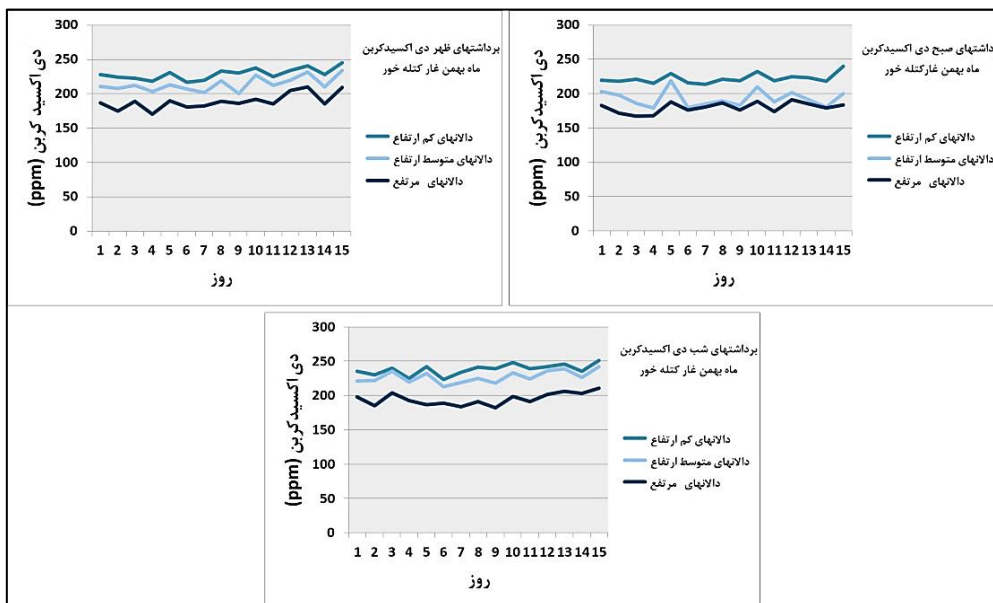 برداشتهای صبح دی اکسیدکربن
ماه بهمن غار کتله خور
دی اکسیدکربن (ppm)
300
250
200
150
100
50
0
دالانهای کم ارتفاع
دالانهای متوسط ارتفاع
دالانهای مرتفع
1 2 3 4 5 6 7 8 9 10 11 12 13 14 15
روز
برداشتهای ظهر دی اکسیدکربن
ماه بهمن غار کتله خور
دی اکسید کربن (ppm)
300
250
200
150
100
50
0
دالانهای کم ارتفاع
دالانهای متوسط ارتفاع
دالانهای مرتفع
1 2 3 4 5 6 7 8 9 10 11 12 13 14 15
روز
برداشتهای شب دی اکسیدکربن
ماه بهمن غار کتله خور
دی اکسیدکربن (ppm)
300
250
200
150
100
50
0
دالانهای کم ارتفاع
دالانهای متوسط ارتفاع
دالانهای مرتفع
1 2 3 4 5 6 7 8 9 10 11 12 13 14 15
روز